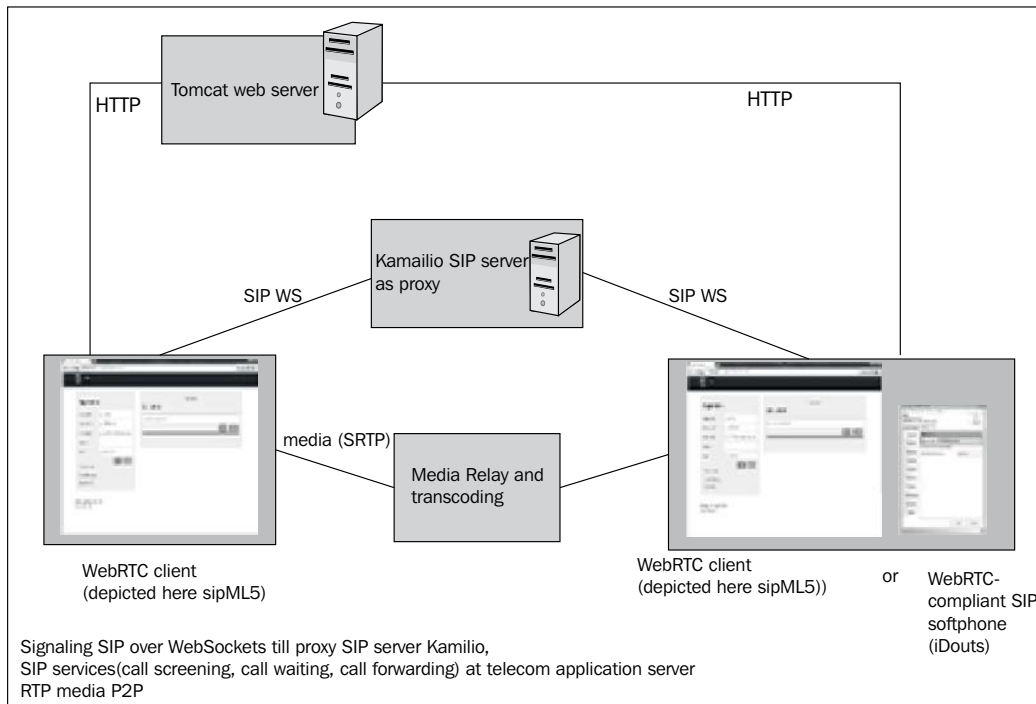 Tomcat web server
HTTP
HTTP
Kamailio SIP server
as proxy
SIP WS
SIP WS
media (SRTP)
Media Relay and
transcoding
WebRTC client
(depicted here sipML5)
WebRTC client
(depicted here sipML5))
or
WebRTC-
compliant SIP
softphone
(iDouts)
Signaling SIP over WebSockets till proxy SIP server Kamilio,
SIP services(call screening, call waiting, call forwarding) at telecom application server
RTP media P2P